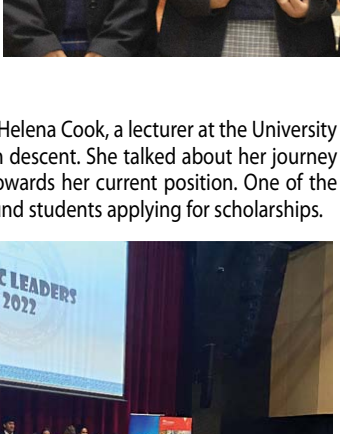 Helena Cook, a lecturer at the University
descent. She talked about her journey
owards her current position. One of the
nd students applying for scholarships.
LEADERS
2022